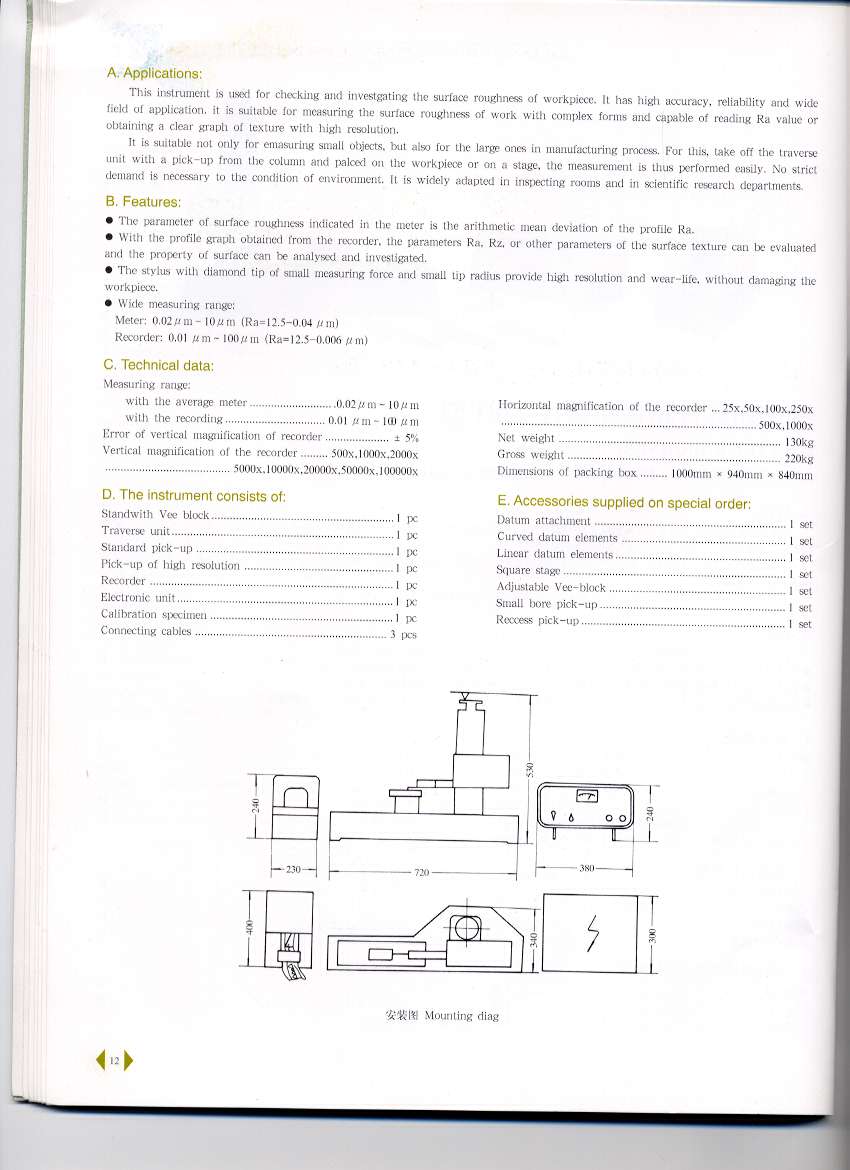 A. Applications:
This instrument is used for checking and investgating the surface roughness of workpiece. It has high accuracy, reliability and wide
field of application. it is suitable for measuring the surface roughness of work with complex forms and capable of reading Ra value or
obtaining a clear graph of texture with high resolution.
It is suitable not only for emasuring small objects, but also for the large ones in manufacturing process. For this, take off the traverse
unit with a pick-up from the column and palced on the workpiece or on a stage, the measurement is thus performed easily. No strict
demand is necessary to the condition of environment. It is widely adapted in inspecting rooms and in scientific research departments.
B. Features:
● The parameter of surface roughness indicated in the meter is the arithmetic mean deviation of the profile Ra.
● With the profile graph obtained from the recorder, the parameters Ra, Rz, or other parameters of the surface texture can be evaluated
and the property of surface can be analysed and investigated.
● The stylus with diamond tip of small measuring force and small tip radius provide high resolution and wear-life, without damaging the
workpiece.
● Wide measuring range:
Meter: 0.02μm~10μm (Ra=12.5-0.04 μm)
Recorder: 0.01 μm~100μm (Ra=12.5-0.006 μm)
C. Technical data:
Measuring range:
with the average meter .............................0.02μm~10μm
with the recording ................................. 0.01 μm~100 μm
Error of vertical magnification of recorder ..................... ± 5%
Vertical magnification of the recorder ......... 500x,1000x,2000x
......................................... 5000x,10000x,20000x,50000x,100000x
Horizontal magnification of the recorder ... 25x,50x,100x,250x
..................................................................................... 500x,1000x
Net weight .......................................................................... 130kg
Gross weight ....................................................................... 220kg
Dimensions of packing box ......... 1000mm × 940mm × 840mm
D. The instrument consists of:
Standwith Vee block............................................................. 1 pc
Traverse unit.......................................................................... 1 pc
Standard pick-up .................................................................. 1 pc
Pick-up of high resolution .................................................. 1 pc
Recorder ................................................................................. 1 pc
Electronic unit........................................................................ 1 pc
Calibration specimen ............................................................. 1 pc
Connecting cables ................................................................ 3 pcs
E. Accessories supplied on special order:
Datum attachment ................................................................ 1 set
Curved datum elements ....................................................... 1 set
Linear datum elements......................................................... 1 set
Square stage.......................................................................... 1 set
Adjustable Vee-block ........................................................... 1 set
Small bore pick-up .............................................................. 1 set
Reccess pick-up.................................................................... 1 set
530
240
240
230
720
380
400
340
300
安装图 Mounting diag
12